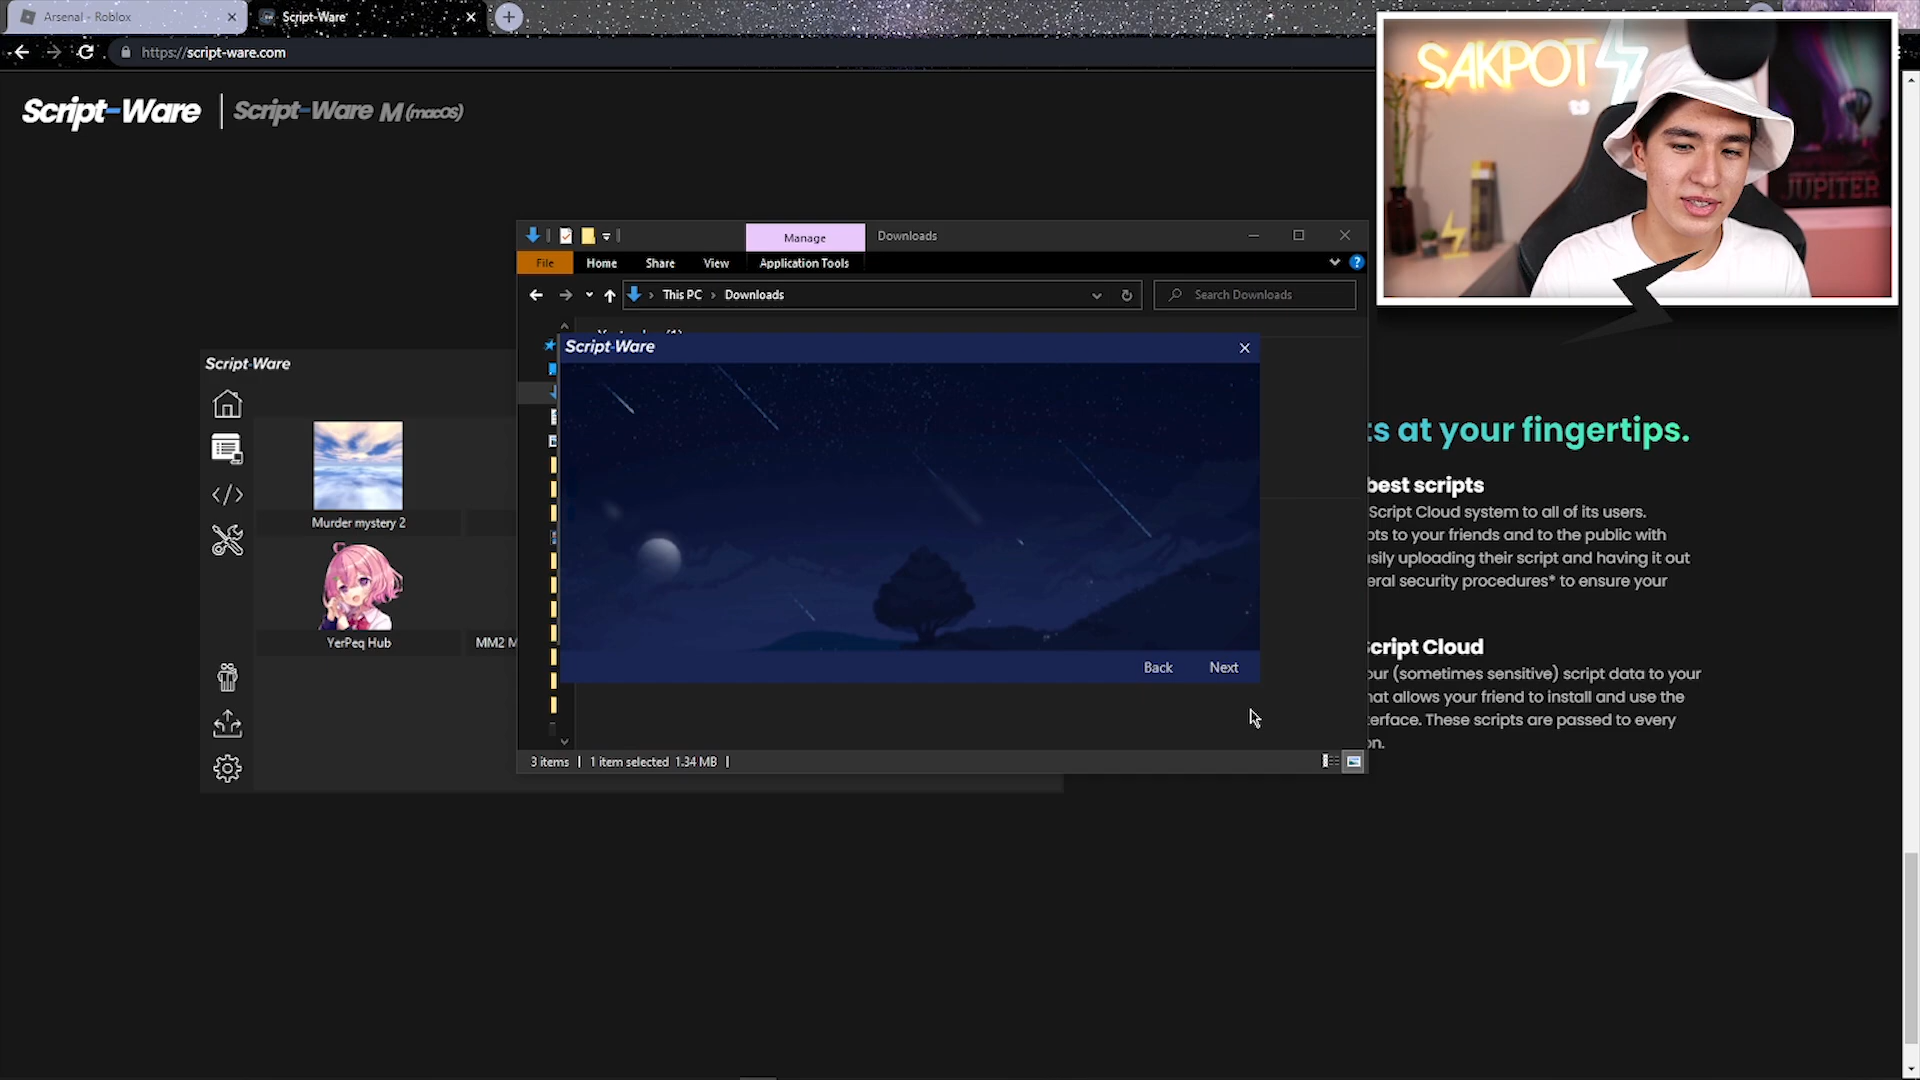 Arsenal - Roblox
Script-Ware
https://script-ware.com
Script-Ware | Script-Ware M (macOS)
SAKPOT
JUPITER
Manage
Downloads
File
Home
Share
View
Application Tools
This PC
Downloads
Search Downloads
Script-Ware
Script-Ware
Murder mystery 2
YerPeq Hub
MM2 M
Back
Next
3 items
1 item selected 1.34 MB
ts at your fingertips.
best scripts
Script Cloud system to all of its users.
ots to your friends and to the public with
sily uploading their script and having it out
eral security procedures* to ensure your
Script Cloud
our (sometimes sensitive) script data to your
hat allows your friend to install and use the
terface. These scripts are passed to every
on.